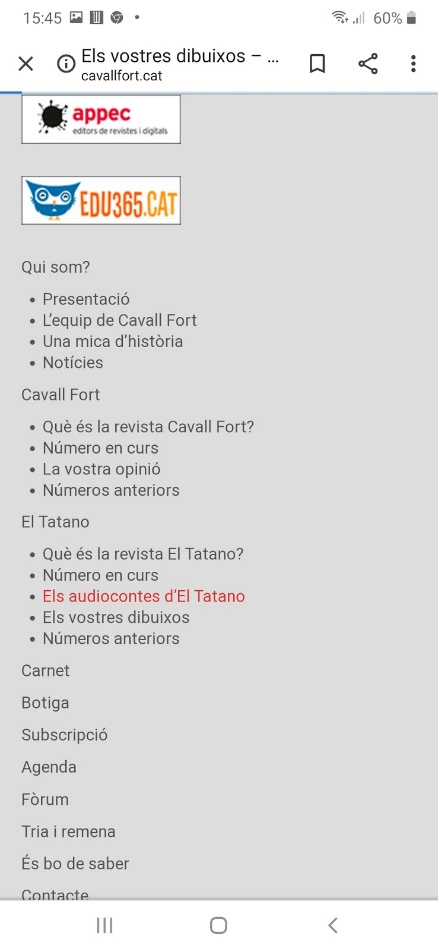 15:45
60%
Els vostres dibuixos – ...
cavallfort.cat
appec
editors de revistes i digitals
EDU365.CAT
Qui som?
Presentació
L'equip de Cavall Fort
Una mica d'història
Notícies
Cavall Fort
Què és la revista Cavall Fort?
Número en curs
La vostra opinió
Números anteriors
El Tatano
Què és la revista El Tatano?
Número en curs
Els audiocontes d'El Tatano
Els vostres dibuixos
Números anteriors
Carnet
Botiga
Subscripció
Agenda
Fòrum
Tria i remena
És bo de saber
Contacte